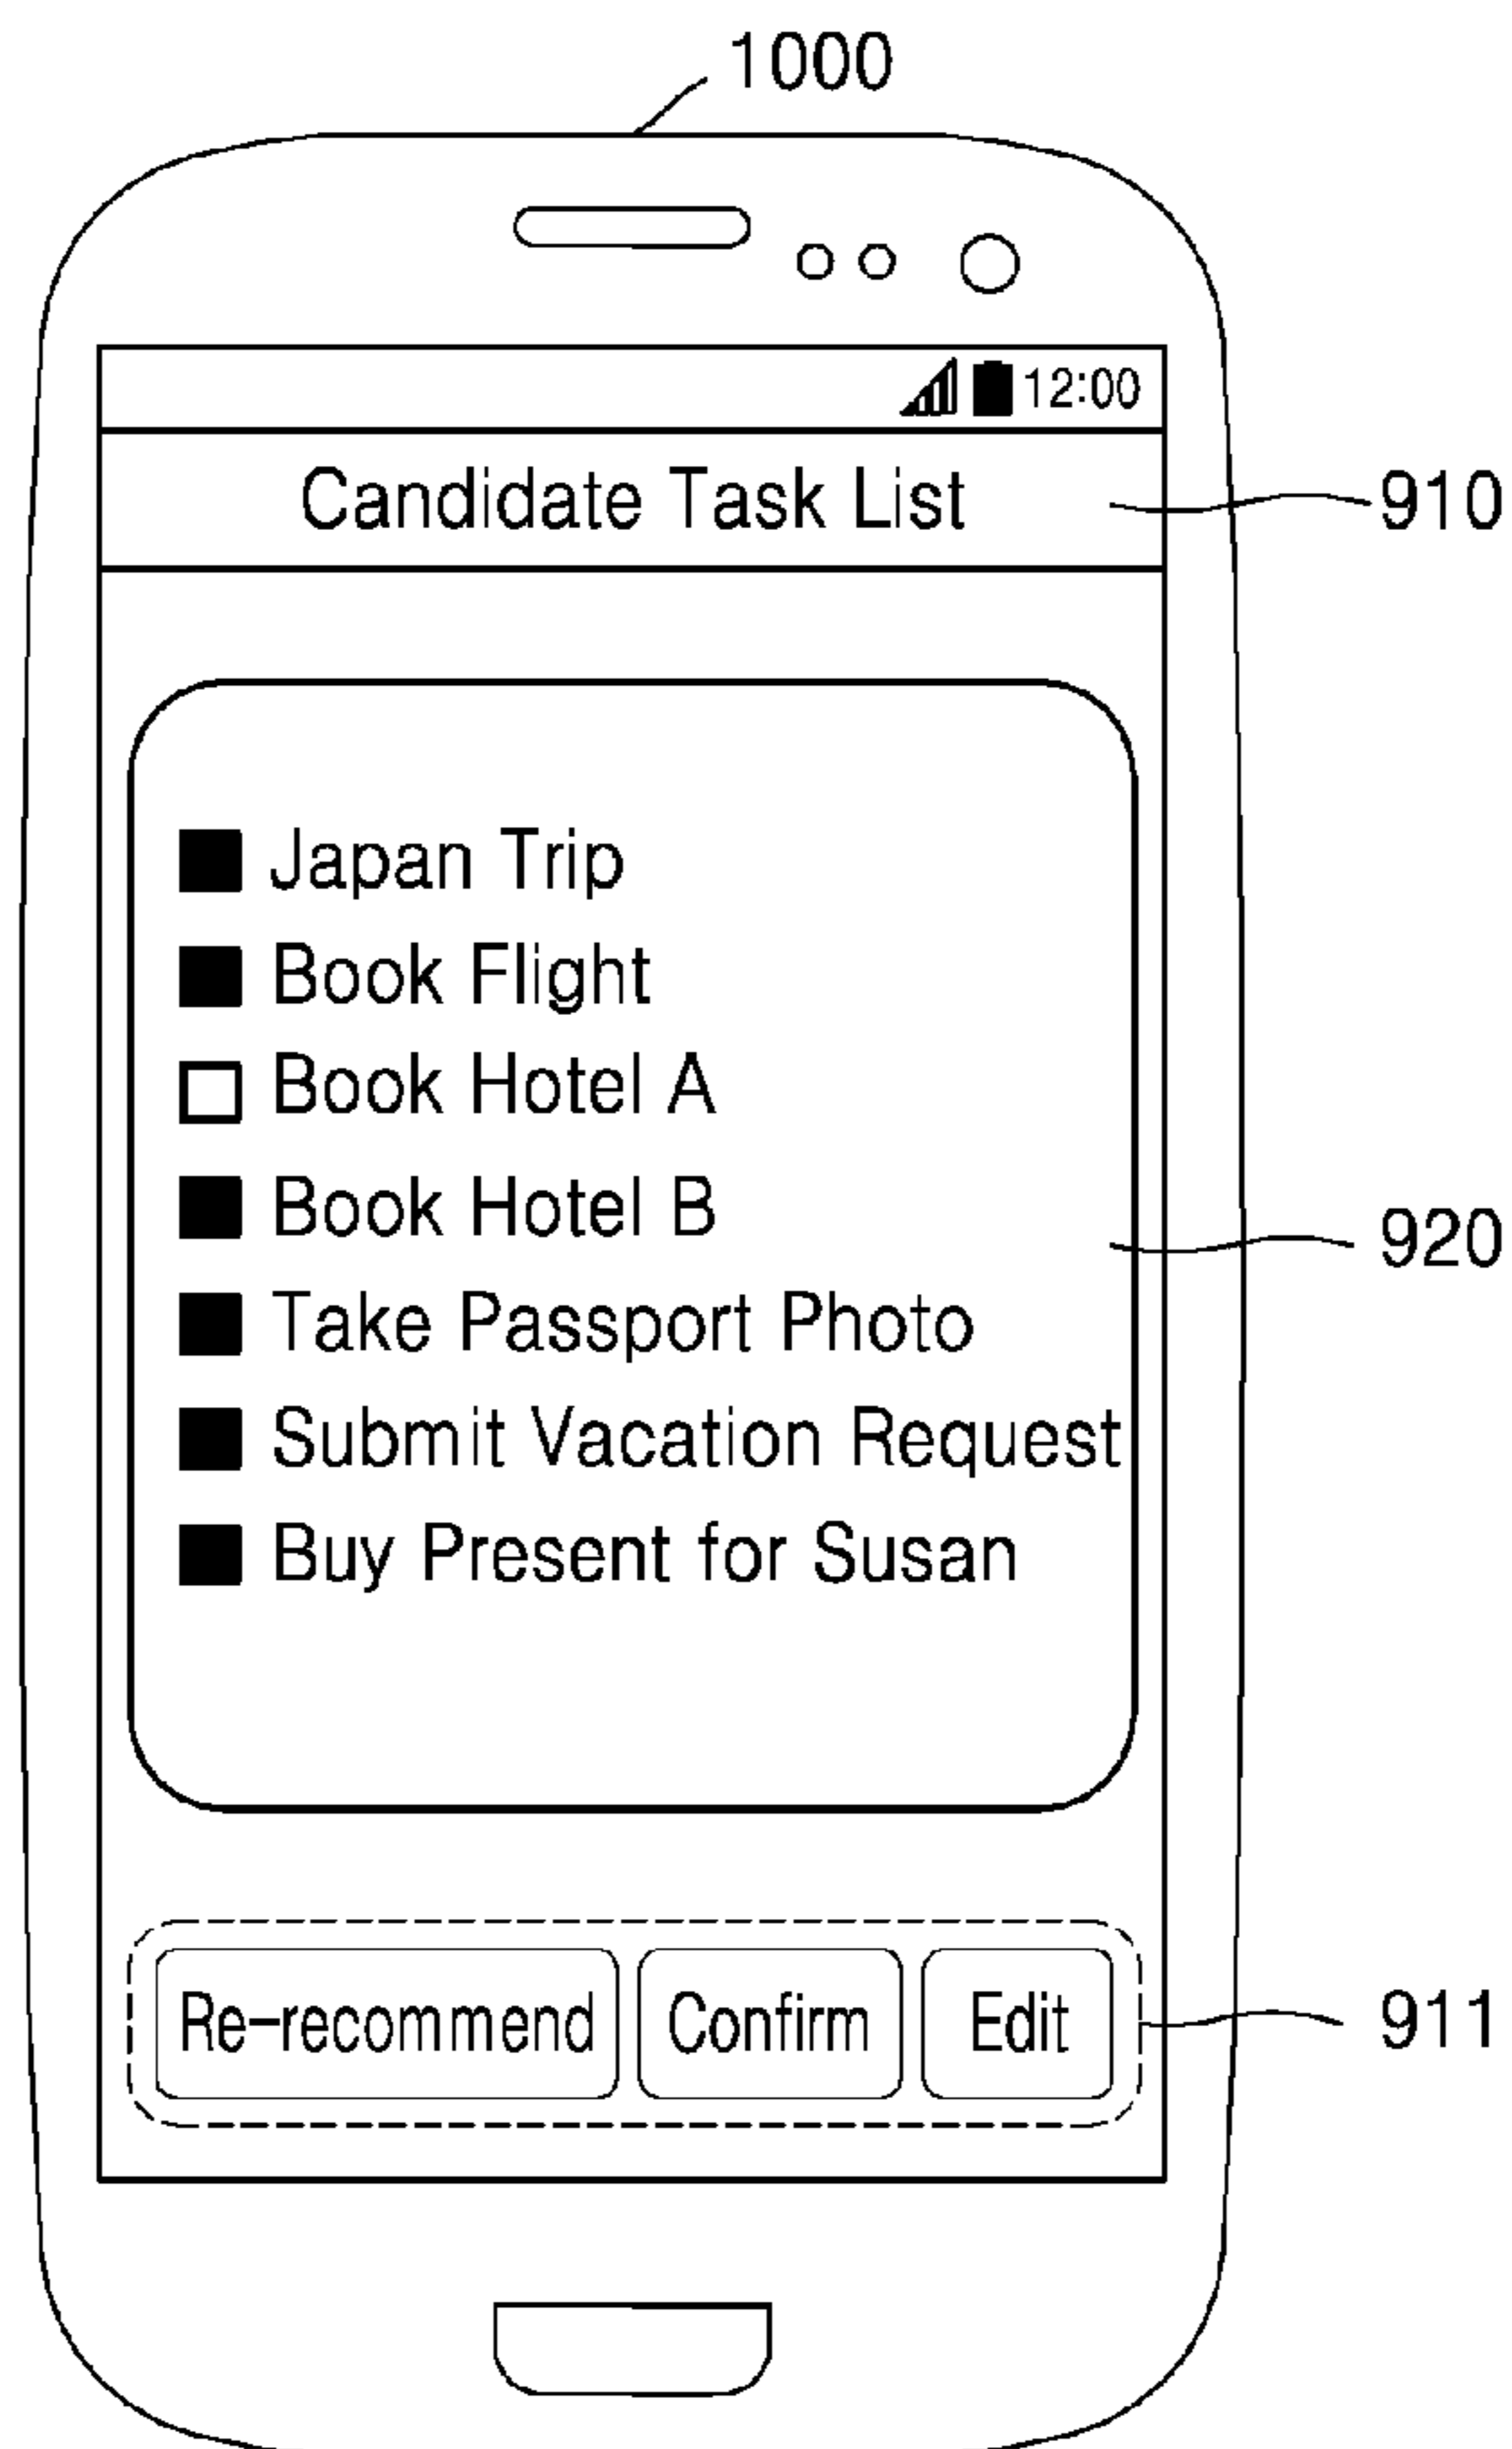 1000
12:00
Candidate Task List
910
Japan Trip
Book Flight
Book Hotel A
Book Hotel B
920
Take Passport Photo
Submit Vacation Request
Buy Present for Susan
Re-recommend
Confirm
Edit
911